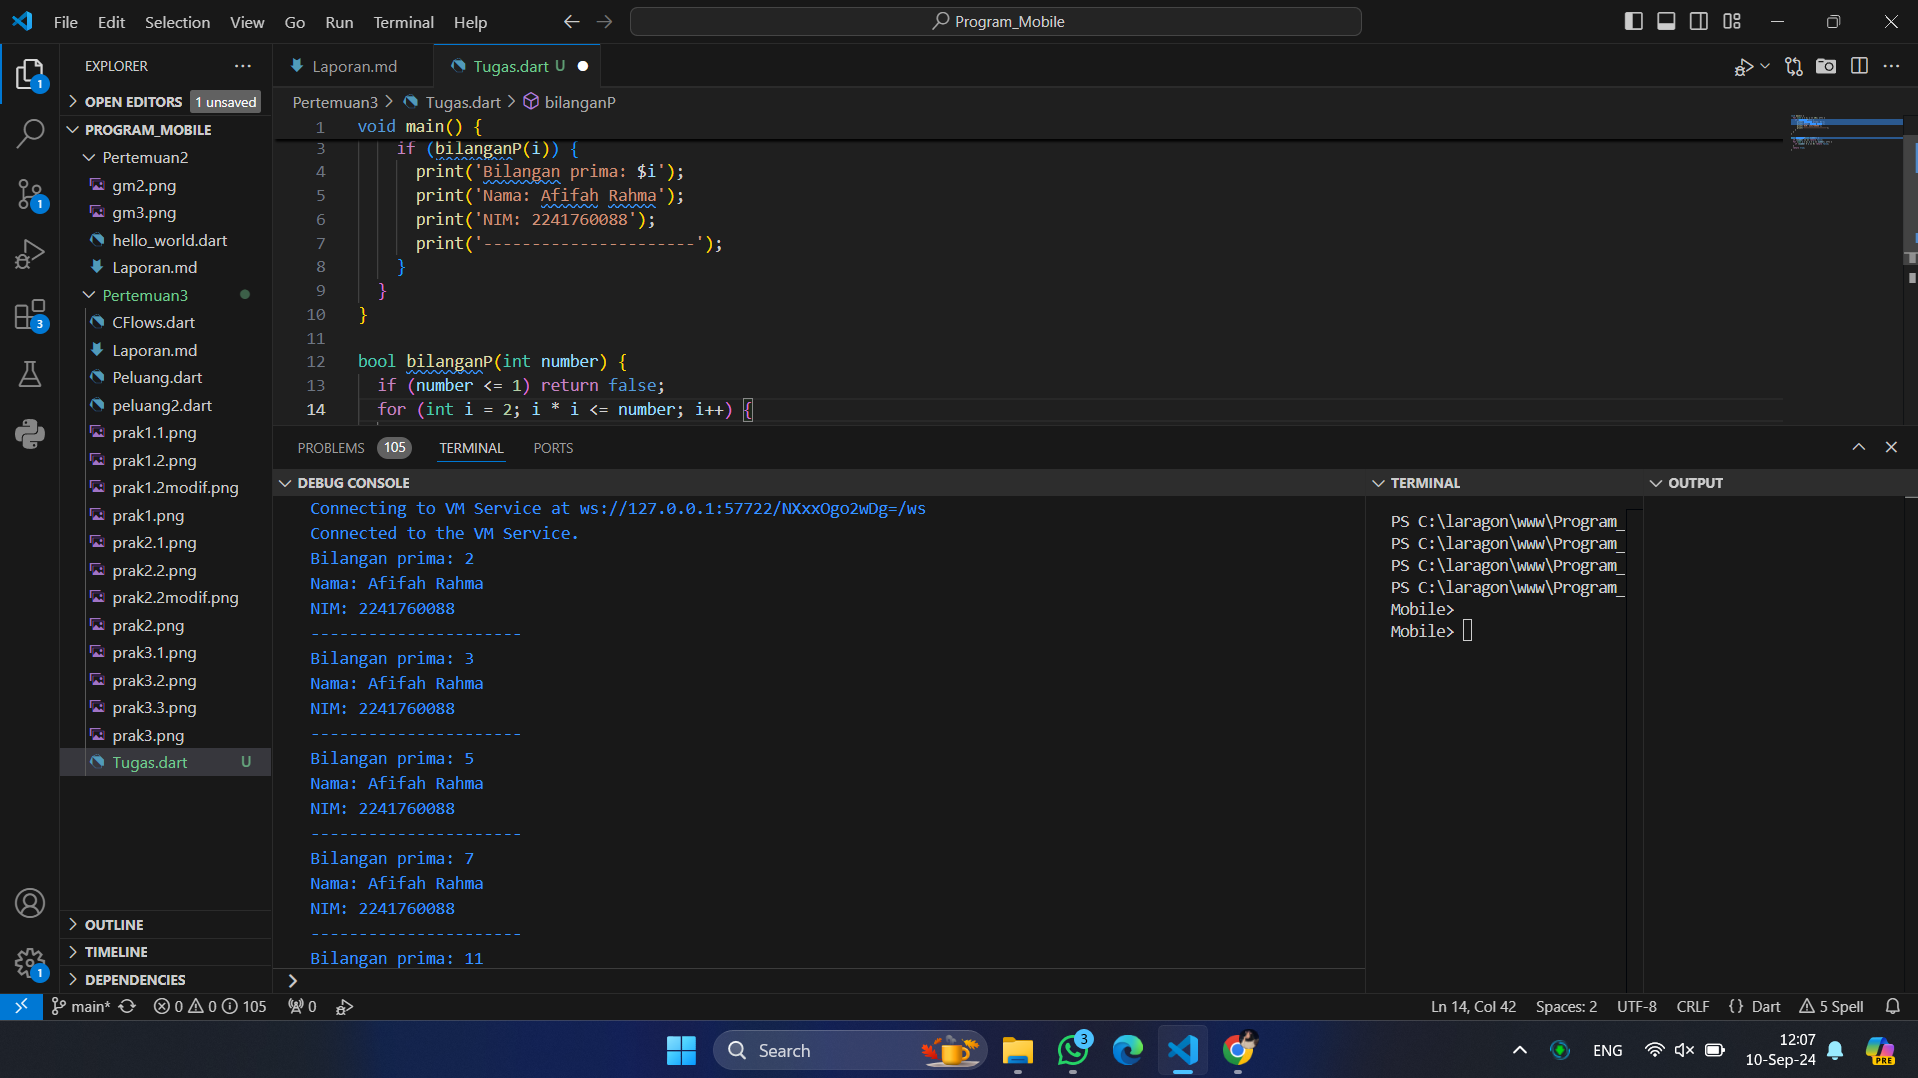 File Edit Selection View Go Run Terminal Help
Program_Mobile
EXPLORER
OPEN EDITORS 1 unsaved
PROGRAM_MOBILE
Pertemuan2
gm2.png
gm3.png
hello_world.dart
Laporan.md
Pertemuan3
CFlows.dart
Laporan.md
Peluang.dart
peluang2.dart
prak1.1.png
prak1.2.png
prak1.2modif.png
prak1.png
prak2.1.png
prak2.2.png
prak2.2modif.png
prak2.png
prak3.1.png
prak3.2.png
prak3.3.png
prak3.png
Tugas.dart U
OUTLINE
TIMELINE
DEPENDENCIES
1
1
3
1
Laporan.md
Tugas.dart U
Pertemuan3 > Tugas.dart > bilanganP
1 void main() {
3 if (bilanganP(i)) {
4 print('Bilangan prima: $i');
5 print('Nama: Afifah Rahma');
6 print('NIM: 2241760088');
7 print('----------------------');
8 }
9 }
10 }
11
12 bool bilanganP(int number) {
13 if (number <= 1) return false;
14 for (int i = 2; i * i <= number; i++) {
PROBLEMS 105 TERMINAL PORTS
DEBUG CONSOLE
Connecting to VM Service at ws://127.0.0.1:57722/NXxxOgo2wDg=/ws
Connected to the VM Service.
Bilangan prima: 2
Nama: Afifah Rahma
NIM: 2241760088
----------------------
Bilangan prima: 3
Nama: Afifah Rahma
NIM: 2241760088
----------------------
Bilangan prima: 5
Nama: Afifah Rahma
NIM: 2241760088
----------------------
Bilangan prima: 7
Nama: Afifah Rahma
NIM: 2241760088
----------------------
Bilangan prima: 11
>
TERMINAL
PS C:\laragon\www\Program_
PS C:\laragon\www\Program_
PS C:\laragon\www\Program_
PS C:\laragon\www\Program_
Mobile>
Mobile>
OUTPUT
main* 0 0 105 0
Ln 14, Col 42 Spaces: 2 UTF-8 CRLF {} Dart 5 Spell
Search
3
ENG
12:07
10-Sep-24
PRE